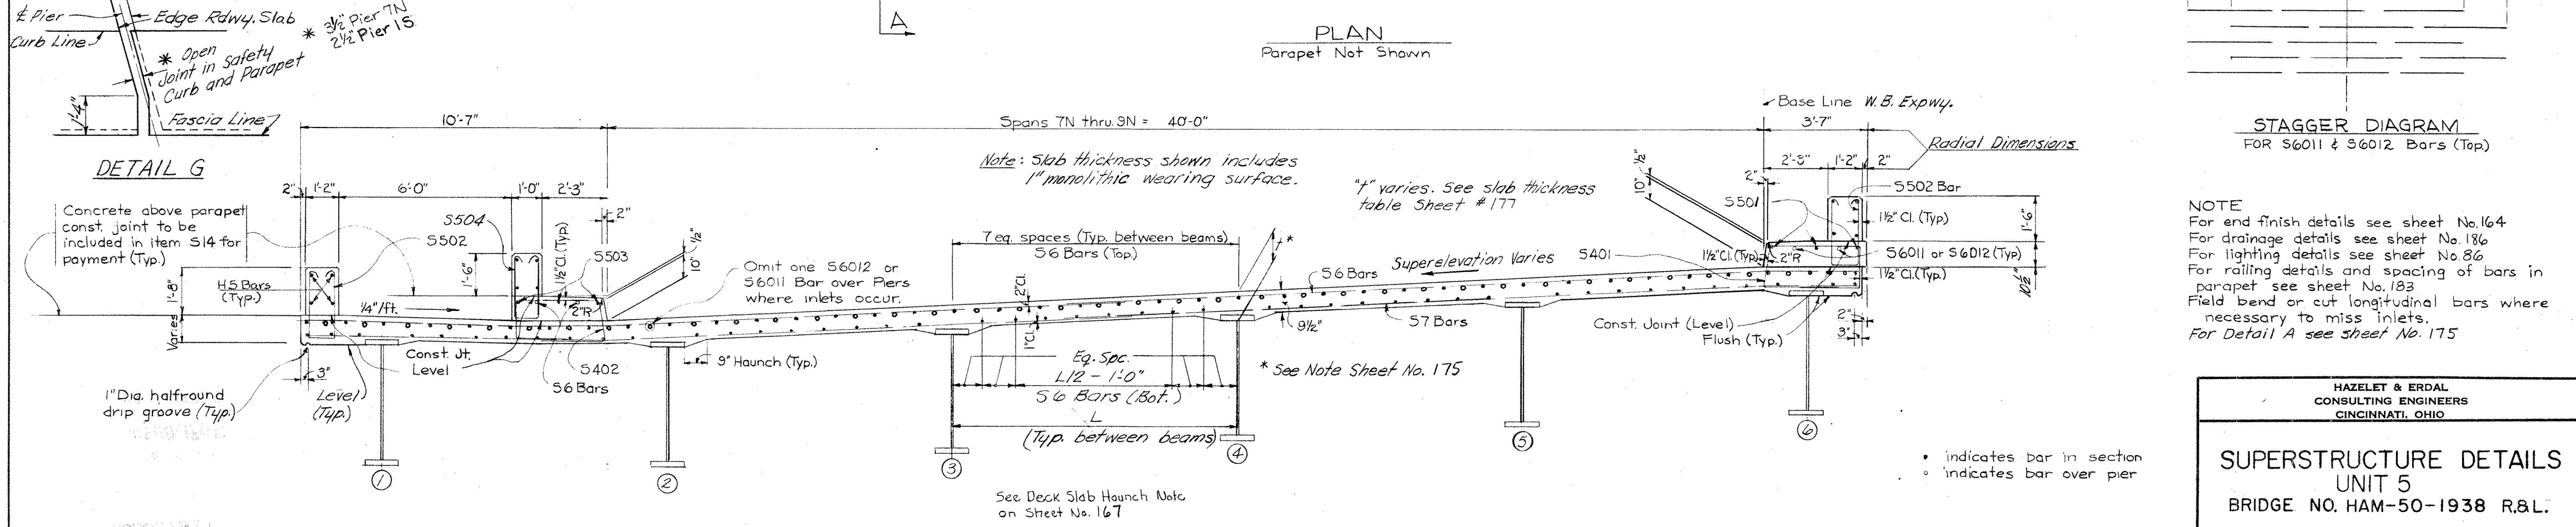 ⅊ Pier
Edge Rdwy. Slab
Curb Line
* 3½" Pier 7N
2½" Pier 1S
* Open
Joint in Safety
Curb and Parapet
1'-4"
Fascia Line
DETAIL G
A
PLAN
Parapet Not Shown
10'-7"
Spans 7N thru. 9N = 40'-0"
Base Line W.B. Expwy.
3'-7"
Radial Dimensions
Note: Slab thickness shown includes
1" monolithic wearing surface.
"t" varies. See slab thickness
table Sheet #177
2"
1'-2"
6'-0"
1'-0"
2'-3"
2"
Concrete above parapet
const. joint to be
included in item S14 for
payment (Typ.)
S504
S502
S503
1½" Cl. (Typ.)
1'-6"
10"
½"
H5 Bars
(Typ.)
1'-8"
Varies
¼"/ft.
2"R
Omit one S6012 or
S6011 Bar over Piers
where inlets occur.
7 eq. spaces (Typ. between beams)
S6 Bars (Top)
t*
2"Cl.
1"Cl.
S6 Bars
Superelevation Varies
S401
9½"
S7 Bars
½"
10"
2"
2'-3"
1'-2"
2"
S501
S502 Bar
1½" Cl. (Typ.)
1'-6"
1½" Cl. (Typ.)
2"R
S6011 or S6012 (Typ)
1½" Cl. (Typ.)
10½"
Const. Joint (Level)
Flush (Typ.)
2"
3"
Const. Jt.
Level
S402
S6 Bars
9" Haunch (Typ.)
3"
1" Dia. halfround
drip groove (Typ.)
Level
(Typ.)
Eq. Spc.
L/2 - 1'-0"
S6 Bars (Bot.)
L
(Typ. between beams)
* See Note Sheet No. 175
1
2
3
4
5
6
See Deck Slab Haunch Note
on Sheet No. 167
• indicates bar in section
○ indicates bar over pier
STAGGER DIAGRAM
FOR S6011 & S6012 Bars (Top)
NOTE
For end finish details see sheet No. 164
For drainage details see sheet No. 186
For lighting details see sheet No. 86
For railing details and spacing of bars in
parapet see sheet No. 183
Field bend or cut longitudinal bars where
necessary to miss inlets.
For Detail A see sheet No. 175
HAZELET & ERDAL
CONSULTING ENGINEERS
CINCINNATI, OHIO
SUPERSTRUCTURE DETAILS
UNIT 5
BRIDGE NO. HAM-50-1938 R.&L.